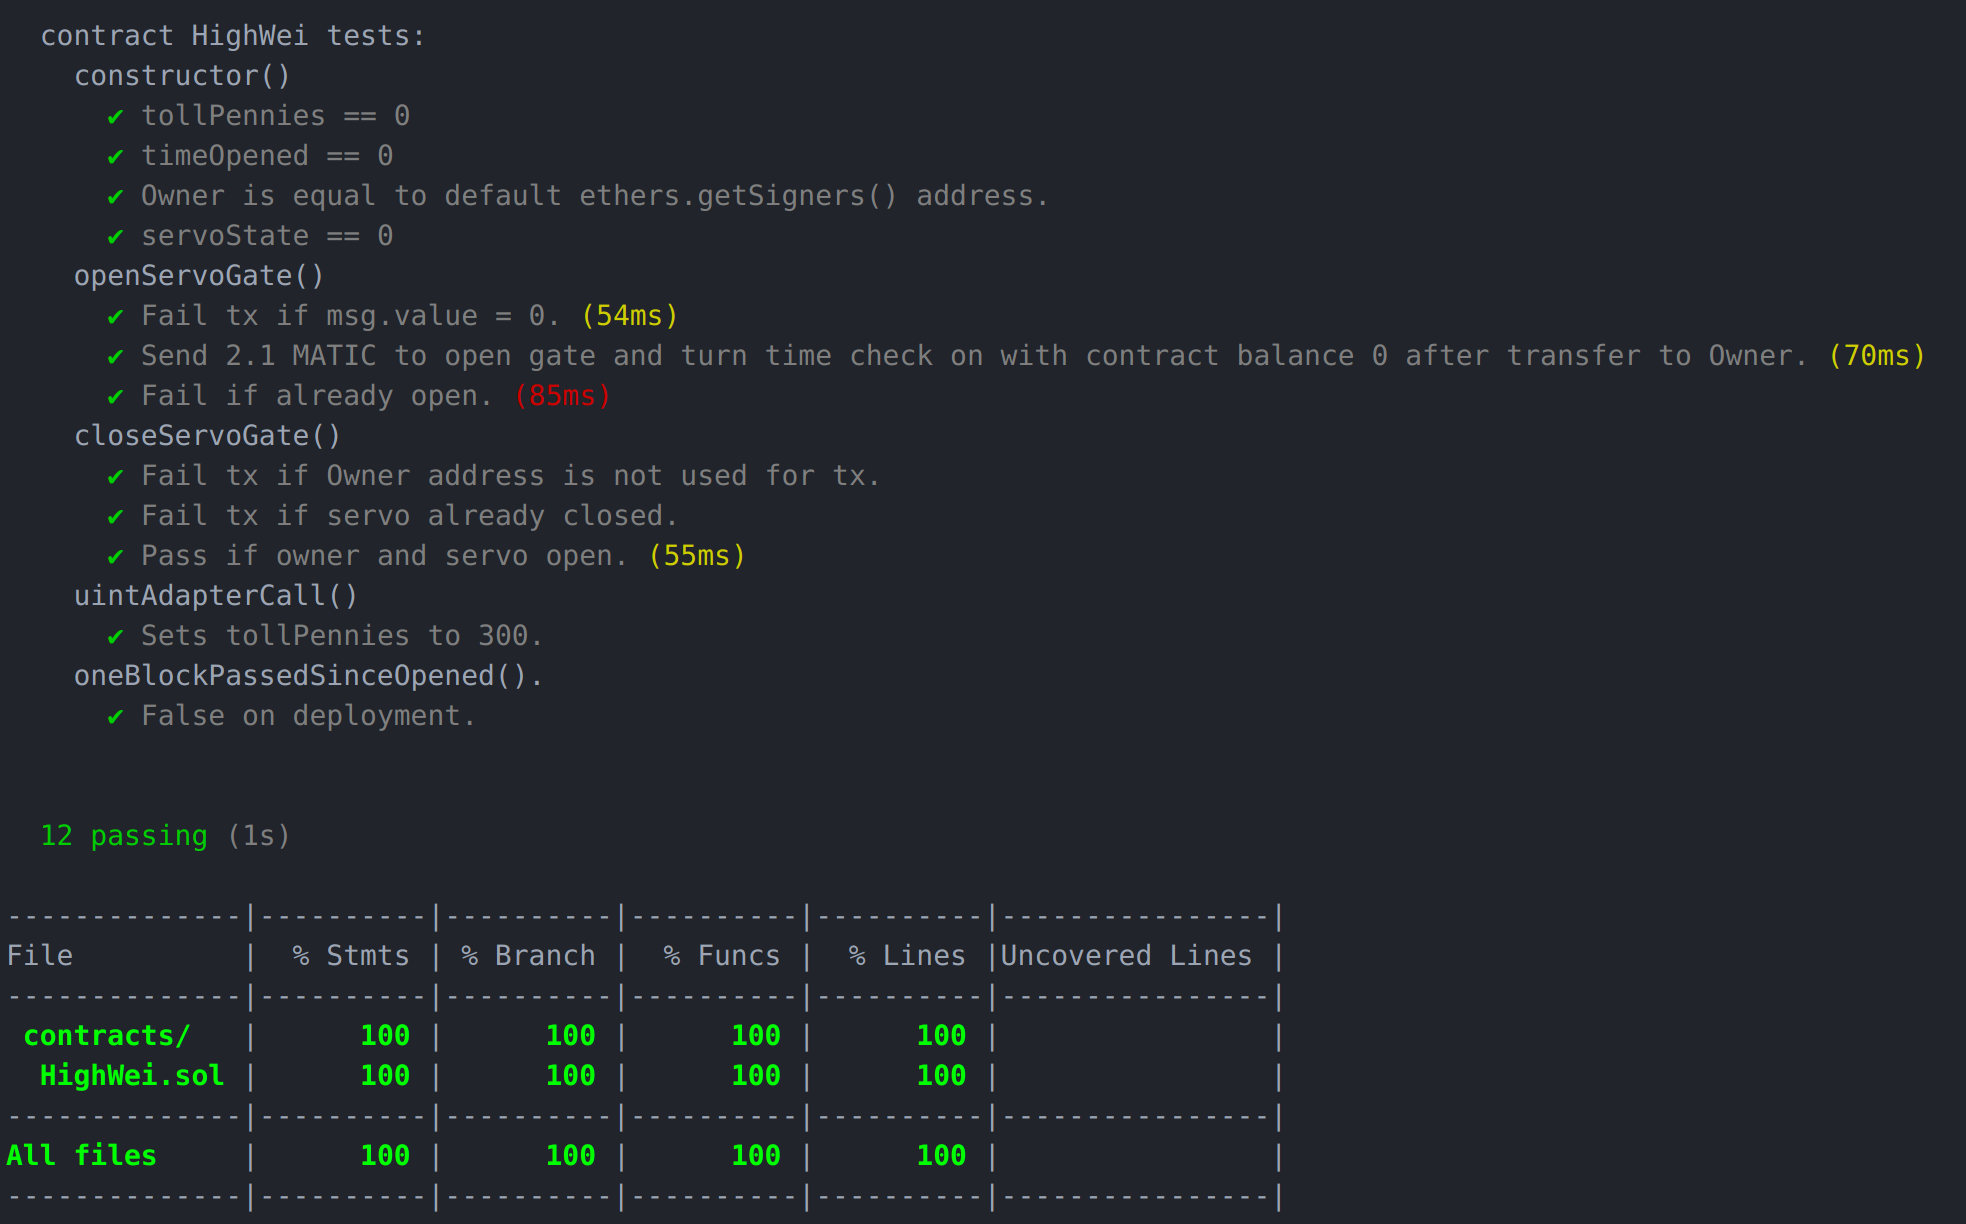 contract HighWei tests:
constructor()
✔ tollPennies == 0
✔ timeOpened == 0
✔ Owner is equal to default ethers.getSigners() address.
✔ servoState == 0
openServoGate()
✔ Fail tx if msg.value = 0. (54ms)
✔ Send 2.1 MATIC to open gate and turn time check on with contract balance 0 after transfer to Owner. (70ms)
✔ Fail if already open. (85ms)
closeServoGate()
✔ Fail tx if Owner address is not used for tx.
✔ Fail tx if servo already closed.
✔ Pass if owner and servo open. (55ms)
uintAdapterCall()
✔ Sets tollPennies to 300.
oneBlockPassedSinceOpened().
✔ False on deployment.
12 passing (1s)
--------------|----------|----------|----------|----------|----------------|
File          |  % Stmts | % Branch |  % Funcs |  % Lines |Uncovered Lines |
--------------|----------|----------|----------|----------|----------------|
 contracts/   |      100 |      100 |      100 |      100 |                |
  HighWei.sol |      100 |      100 |      100 |      100 |                |
--------------|----------|----------|----------|----------|----------------|
All files     |      100 |      100 |      100 |      100 |                |
--------------|----------|----------|----------|----------|----------------|